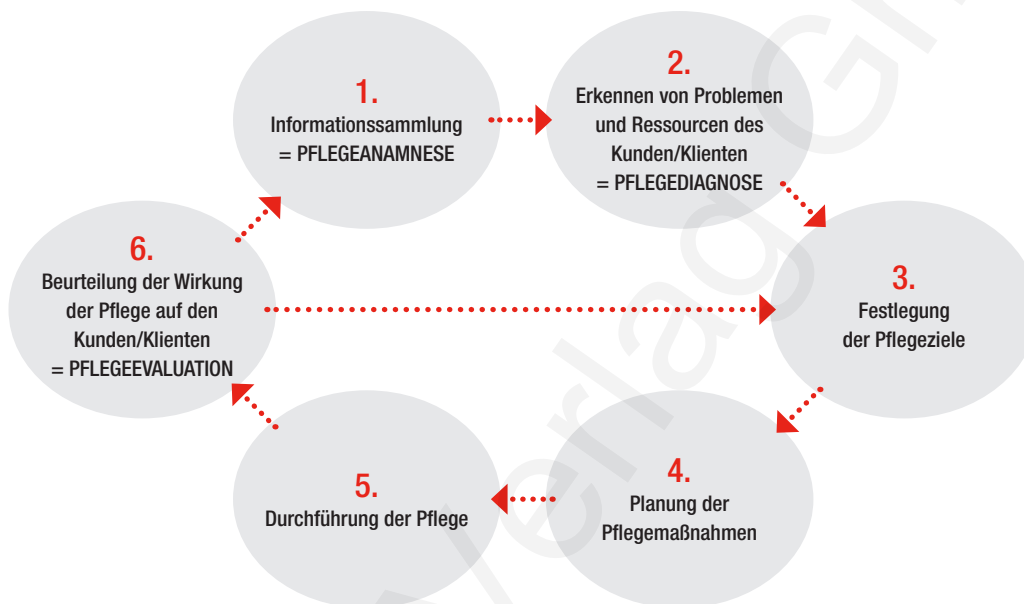 1.
Informationssammlung
= PFLEGEANAMNESE
2.
Erkennen von Problemen
und Ressourcen des
Kunden/Klienten
= PFLEGEDIAGNOSE
3.
Festlegung
der Pflegeziele
4.
Planung der
Pflegemaßnahmen
5.
Durchführung der Pflege
6.
Beurteilung der Wirkung
der Pflege auf den
Kunden/Klienten
= PFLEGEEVALUATION
Verlag